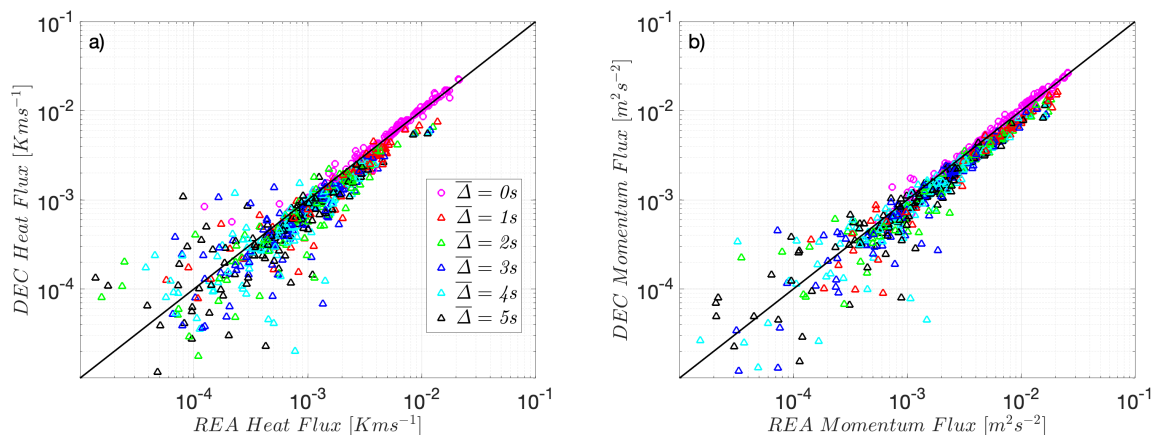 a)
10⁻¹
10⁻²
10⁻³
10⁻⁴
DEC Heat Flux [Kms⁻¹]
Δ̅ = 0s
Δ̅ = 1s
Δ̅ = 2s
Δ̅ = 3s
Δ̅ = 4s
Δ̅ = 5s
10⁻⁴ 10⁻³ 10⁻² 10⁻¹
REA Heat Flux [Kms⁻¹]
b)
10⁻¹
10⁻²
10⁻³
10⁻⁴
DEC Momentum Flux [m²s⁻²]
10⁻⁴ 10⁻³ 10⁻² 10⁻¹
REA Momentum Flux [m²s⁻²]